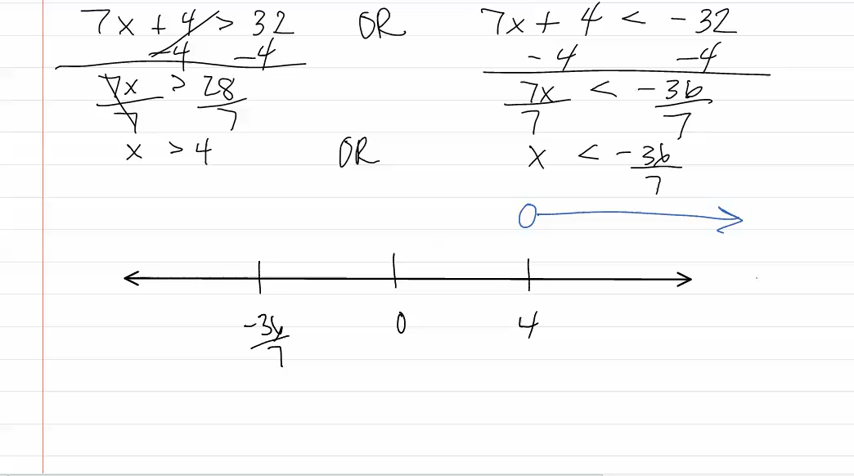 7x + 4 > 32 OR 7x + 4 < -32
-4 -4 -4 -4
7x/7 > 28/7 7x/7 < -36/7
x > 4 OR x < -36/7
-36/7 0 4